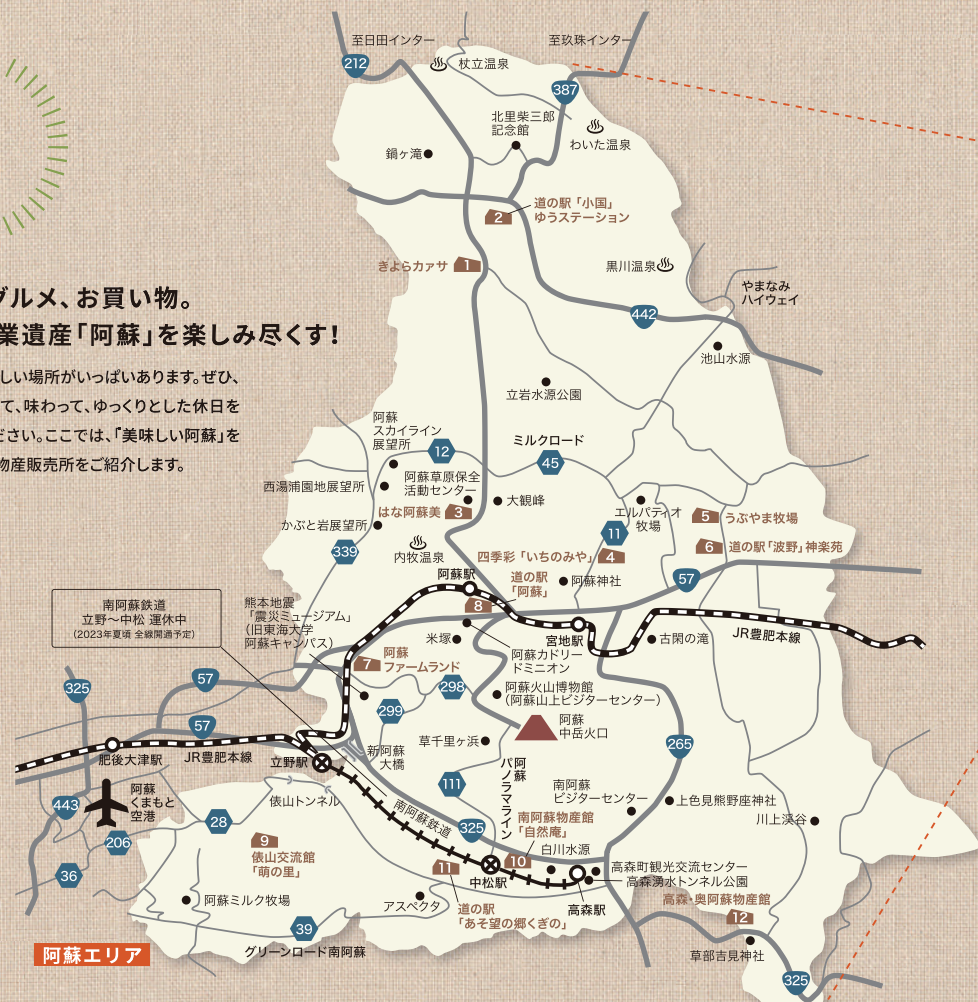 至日田インター
至玖珠インター
212
杖立温泉
387
北里柴三郎
記念館
わいた温泉
鍋ヶ滝
2
道の駅「小国」
ゆうステーション
きよらカァサ
1
黒川温泉
やまなみ
ハイウェイ
グルメ、お買い物。
業遺産「阿蘇」を楽しみ尽くす!
442
池山水源
しい場所がいっぱいあります。ぜひ、
て、味わって、ゆっくりとした休日を
ださい。ここでは、「美味しい阿蘇」を
物産販売所をご紹介します。
立岩水源公園
阿蘇
スカイライン
展望所
12
ミルクロード
45
西湯浦園地展望所
阿蘇草原保全
活動センター
大観峰
はな阿蘇美
3
エルパティオ
牧場
5
うぶやま牧場
かぶと岩展望所
11
6
道の駅「波野」神楽苑
339
内牧温泉
四季彩「いちのみや」
4
阿蘇駅
道の駅
「阿蘇」
8
阿蘇神社
57
南阿蘇鉄道
立野～中松 運休中
(2023年夏頃 全線開通予定)
熊本地震
「震災ミュージアム」
(旧東海大学
阿蘇キャンパス)
米塚
宮地駅
古閑の滝
JR豊肥本線
7
阿蘇
ファームランド
阿蘇カドリー
ドミニオン
325
57
298
阿蘇火山博物館
(阿蘇山上ビジターセンター)
299
57
阿蘇
中岳火口
草千里ヶ浜
265
肥後大津駅
JR豊肥本線
立野駅
新阿蘇
大橋
阿蘇
パノラマライン
111
南阿蘇
ビジターセンター
443
阿蘇
くまもと
空港
俵山トンネル
南阿蘇鉄道
上色見熊野座神社
28
325
南阿蘇物産館
「自然庵」
川上渓谷
206
9
俵山交流館
「萌の里」
白川水源
36
11
中松駅
10
高森町観光交流センター
高森湧水トンネル公園
阿蘇ミルク牧場
アスペクタ
道の駅
「あそ望の郷くぎの」
高森駅
高森・奥阿蘇物産館
12
39
グリーンロード南阿蘇
草部吉見神社
阿蘇エリア
325